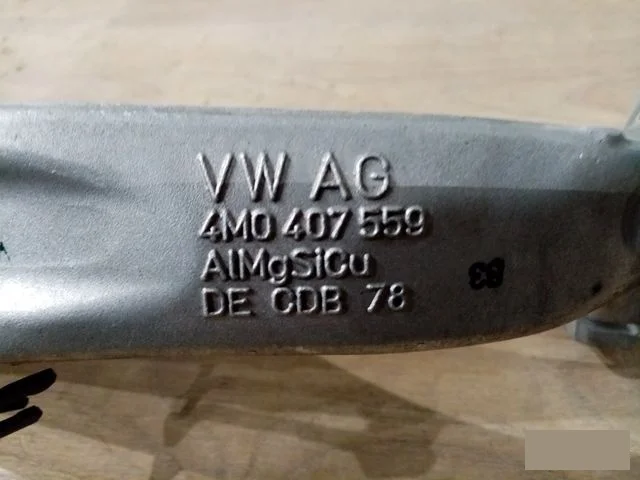 VW AG
4M0 407 559
AlMgSiCu
DE CDB 78